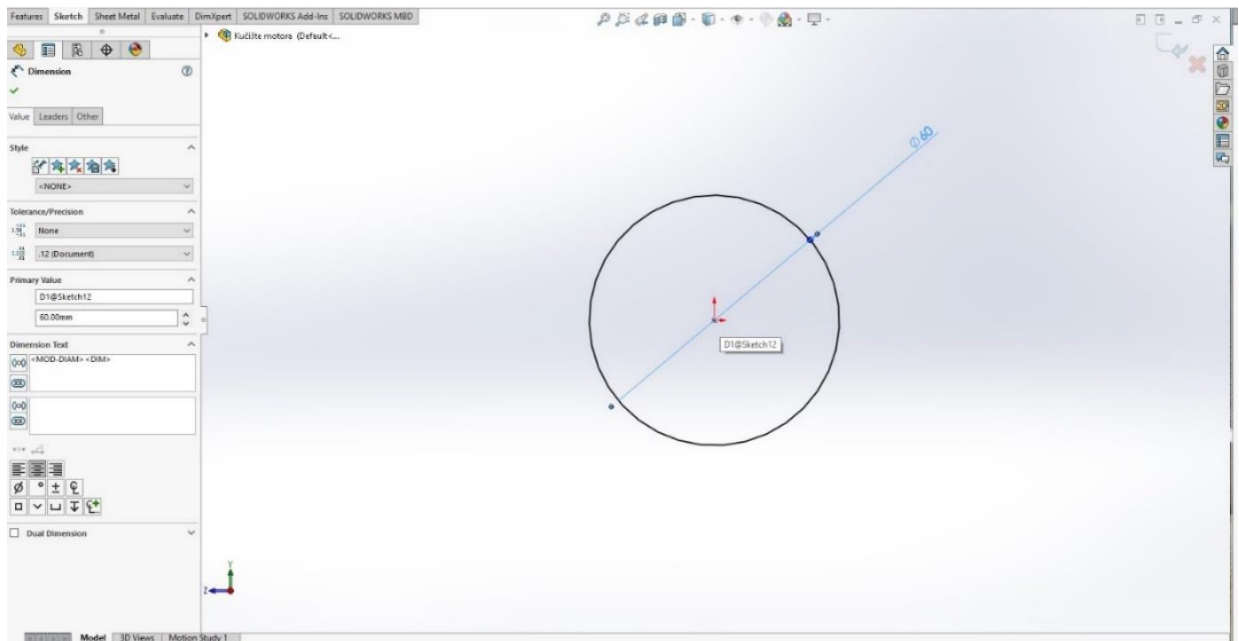 Features Sketch Sheet Metal Evaluate DimXpert SOLIDWORKS Add-Ins SOLIDWORKS MBD
Kučište motora (Default<...
Dimension
Value Leaders Other
Style
<NONE>
Tolerance/Precision
None
.12 (Document)
Primary Value
D1@Sketch12
60.00mm
Dimension Text
<MOD-DIAM><DIM>
Dual Dimension
Ø60
D1@Sketch12
Y
Z
Model 3D Views Motion Study 1